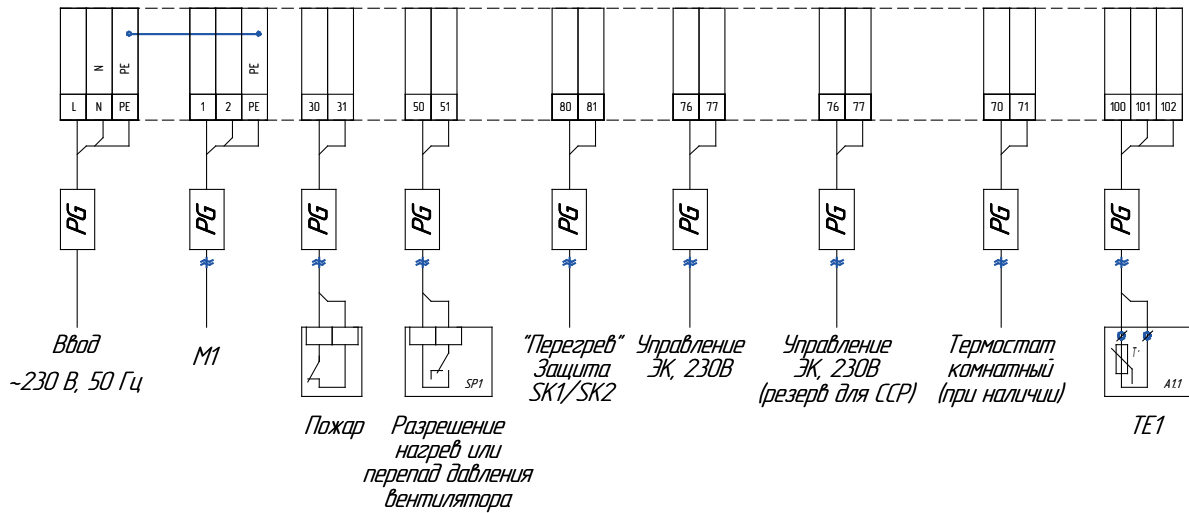 N PE PE
L N PE 1 2 PE 30 31 50 51 80 81 76 77 76 77 70 71 100 101 102
PG PG PG PG PG PG PG PG PG
Ввод
~230 В, 50 Гц
М1
SP1
"Перегрев"
Защита
SK1/SK2
Управление
ЭК, 230В
Управление
ЭК, 230В
(резерв для ССР)
Термостат
комнатный
(при наличии)
T°
A1.1
Пожар
Разрешение
нагрев или
перепад давления
вентилятора
TE1